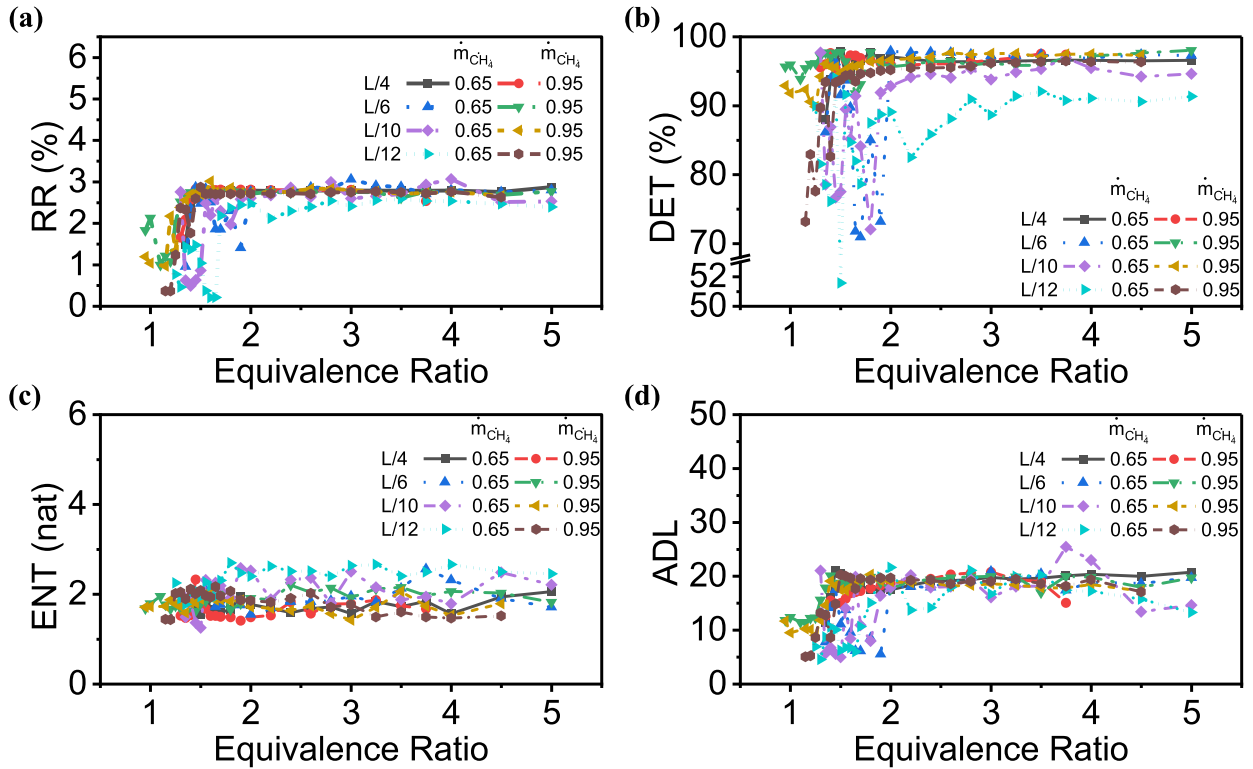 (a)
RR (%)
6
5
4
3
2
1
0
ṁCH₄ ṁCH₄
L/4 0.65 0.95
L/6 0.65 0.95
L/10 0.65 0.95
L/12 0.65 0.95
1 2 3 4 5
Equivalence Ratio
(b)
DET (%)
100
90
80
70
52
50
ṁCH₄ ṁCH₄
L/4 0.65 0.95
L/6 0.65 0.95
L/10 0.65 0.95
L/12 0.65 0.95
1 2 3 4 5
Equivalence Ratio
(c)
ENT (nat)
6
4
2
0
ṁCH₄ ṁCH₄
L/4 0.65 0.95
L/6 0.65 0.95
L/10 0.65 0.95
L/12 0.65 0.95
1 2 3 4 5
Equivalence Ratio
(d)
ADL
50
40
30
20
10
0
ṁCH₄ ṁCH₄
L/4 0.65 0.95
L/6 0.65 0.95
L/10 0.65 0.95
L/12 0.65 0.95
1 2 3 4 5
Equivalence Ratio